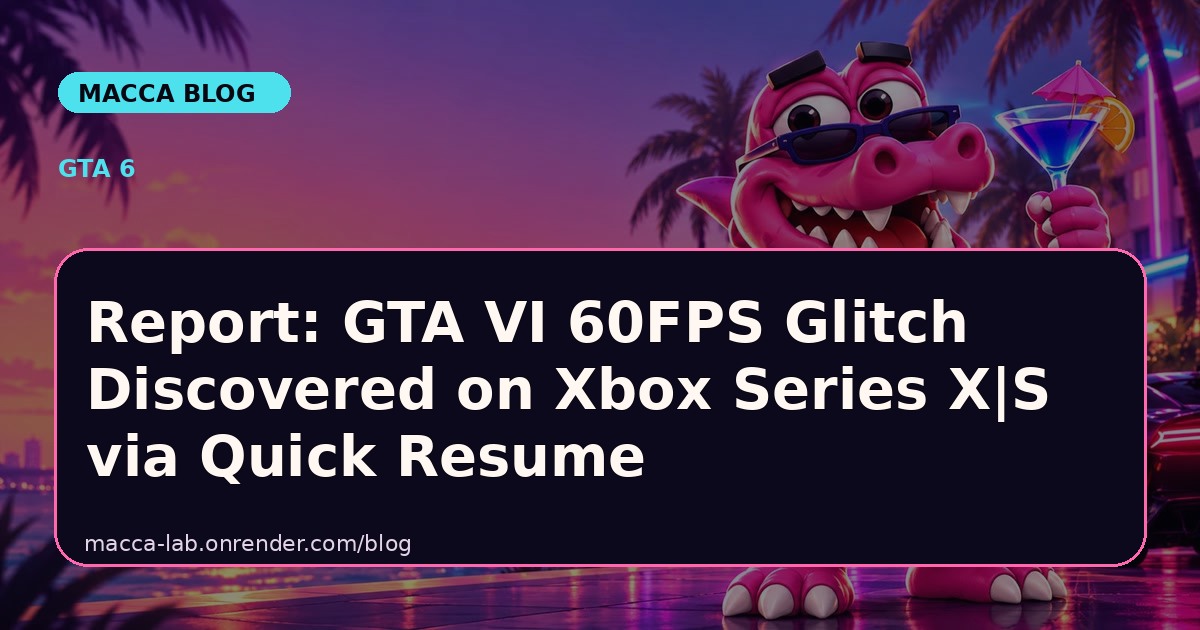 MACCA BLOG
GTA 6
Report: GTA VI 60FPS Glitch
Discovered on Xbox Series X|S
via Quick Resume
macca-lab.onrender.com/blog